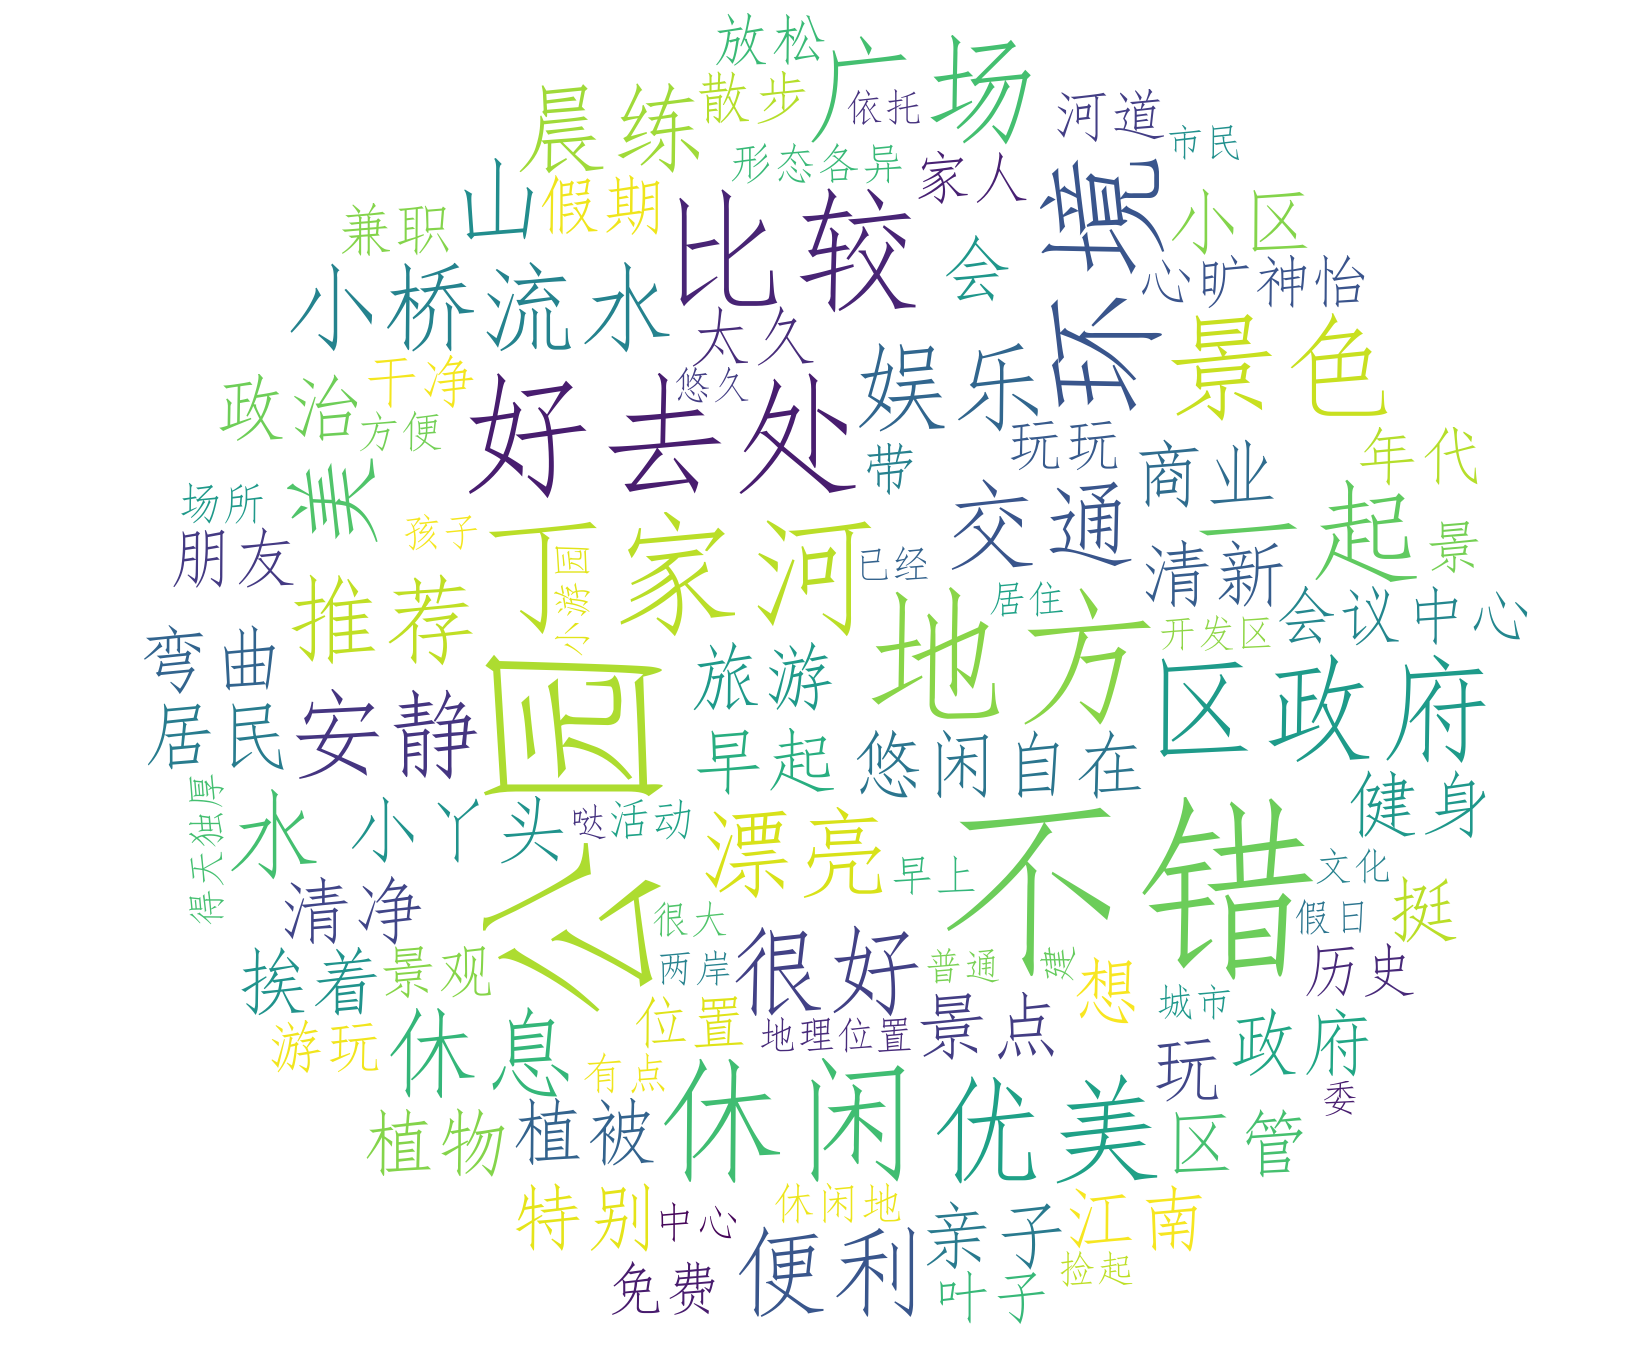 放松
广场
晨练
散步
依托
河道
市民
形态各异
家人
环境
山
假期
兼职
比较
小区
会
心旷神怡
小桥流水
太久
娱乐
景色
干净
悠久
政治
方便
好去处
玩玩
年代
美
带
商业
场所
交通
一起
景
孩子
丁家河
小游园
朋友
已经
清新
推荐
居住
会议中心
地方
开发区
弯曲
公园
旅游
区政府
居民
安静
早起
悠闲自在
得天独厚
水
小丫头
哒
活动
健身
漂亮
不错
早上
文化
清净
很大
假日
挺
挨着
景观
很好
两岸
普通
建
想
历史
城市
游玩
休息
位置
地理位置
景点
政府
有点
玩
委
植物
植被
休闲
优美
区管
特别
中心
休闲地
亲子
江南
免费
便利
叶子
捡起